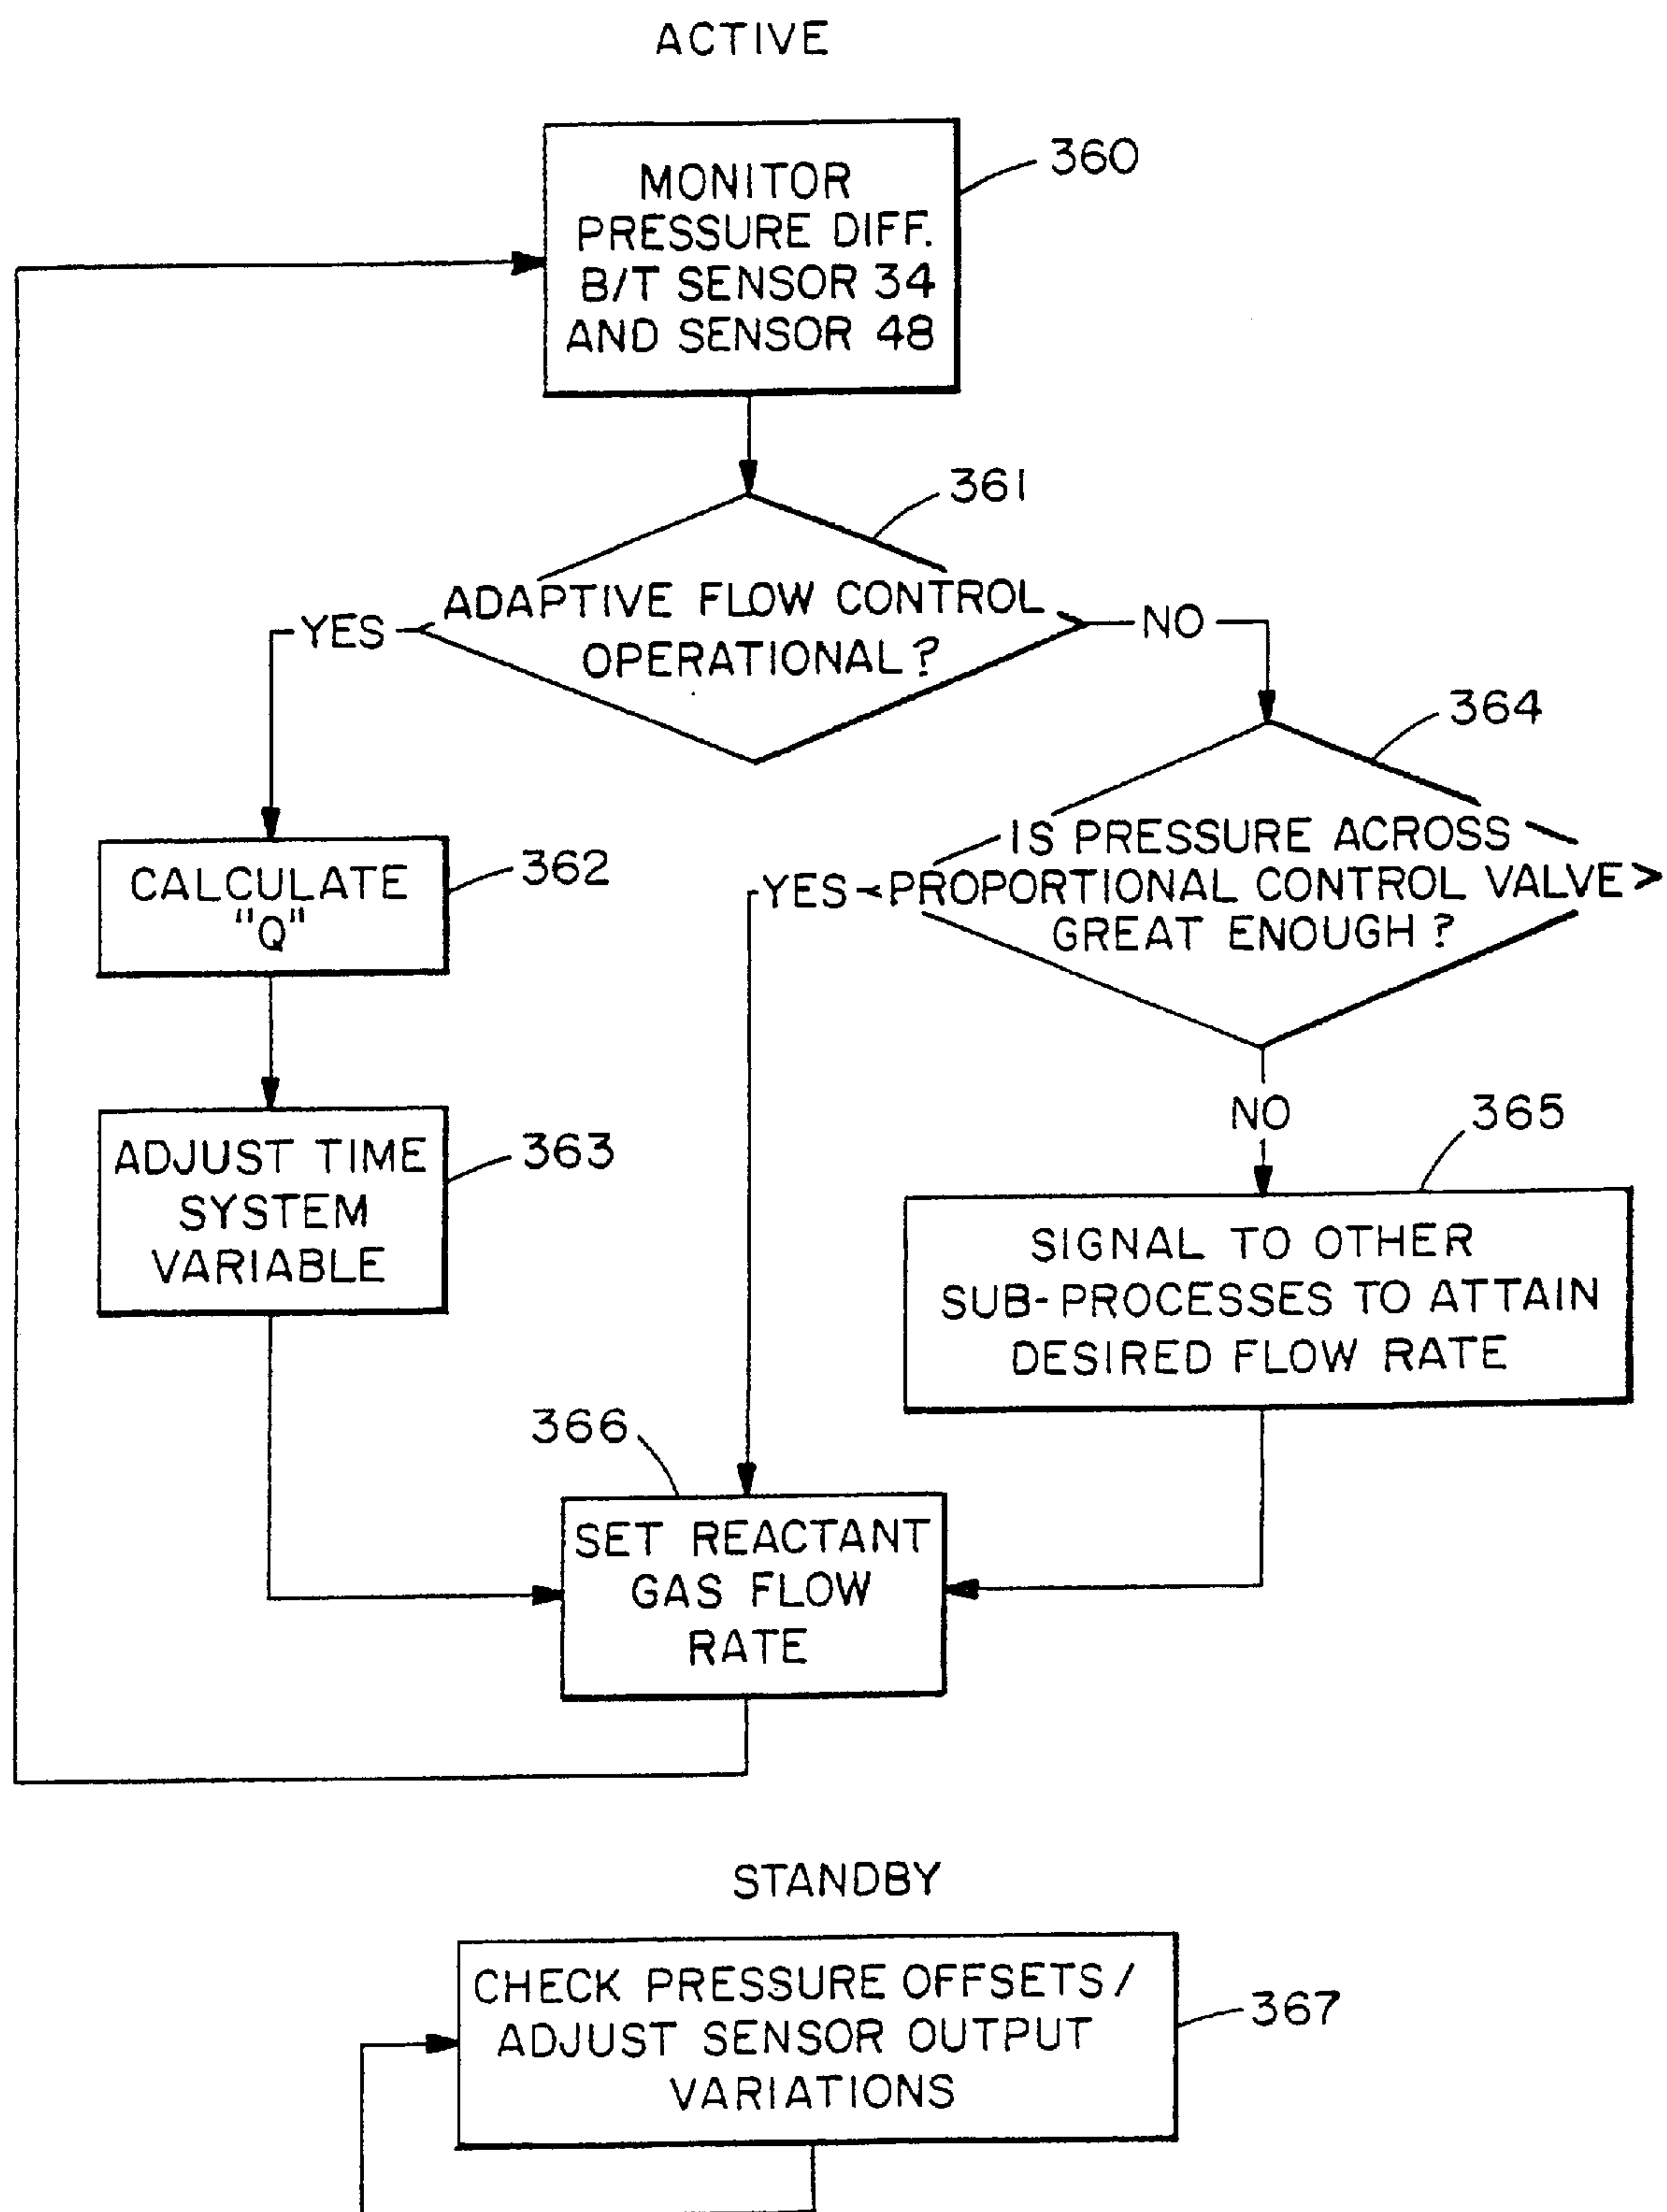 ACTIVE
MONITOR
PRESSURE DIFF.
B/T SENSOR 34
AND SENSOR 48
360
361
ADAPTIVE FLOW CONTROL
OPERATIONAL?
YES
NO
364
IS PRESSURE ACROSS
PROPORTIONAL CONTROL VALVE
GREAT ENOUGH?
YES
NO
CALCULATE
"Q"
362
ADJUST TIME
SYSTEM
VARIABLE
363
365
SIGNAL TO OTHER
SUB-PROCESSES TO ATTAIN
DESIRED FLOW RATE
366
SET REACTANT
GAS FLOW
RATE
STANDBY
CHECK PRESSURE OFFSETS/
ADJUST SENSOR OUTPUT
VARIATIONS
367